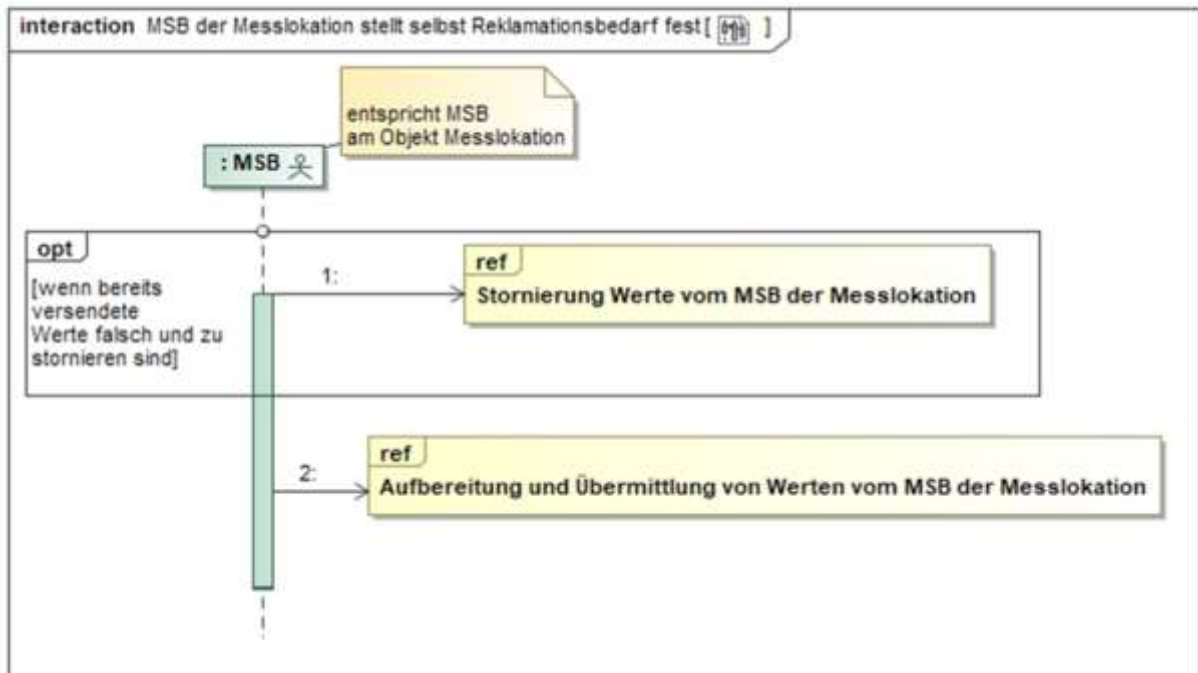 interaction MSB der Messlokation stellt selbst Reklamationsbedarf fest[ ]
entspricht MSB
am Objekt Messlokation
: MSB
opt
[wenn bereits
versendete
Werte falsch und zu
stornieren sind]
1:
ref
Stornierung Werte vom MSB der Messlokation
2:
ref
Aufbereitung und Übermittlung von Werten vom MSB der Messlokation